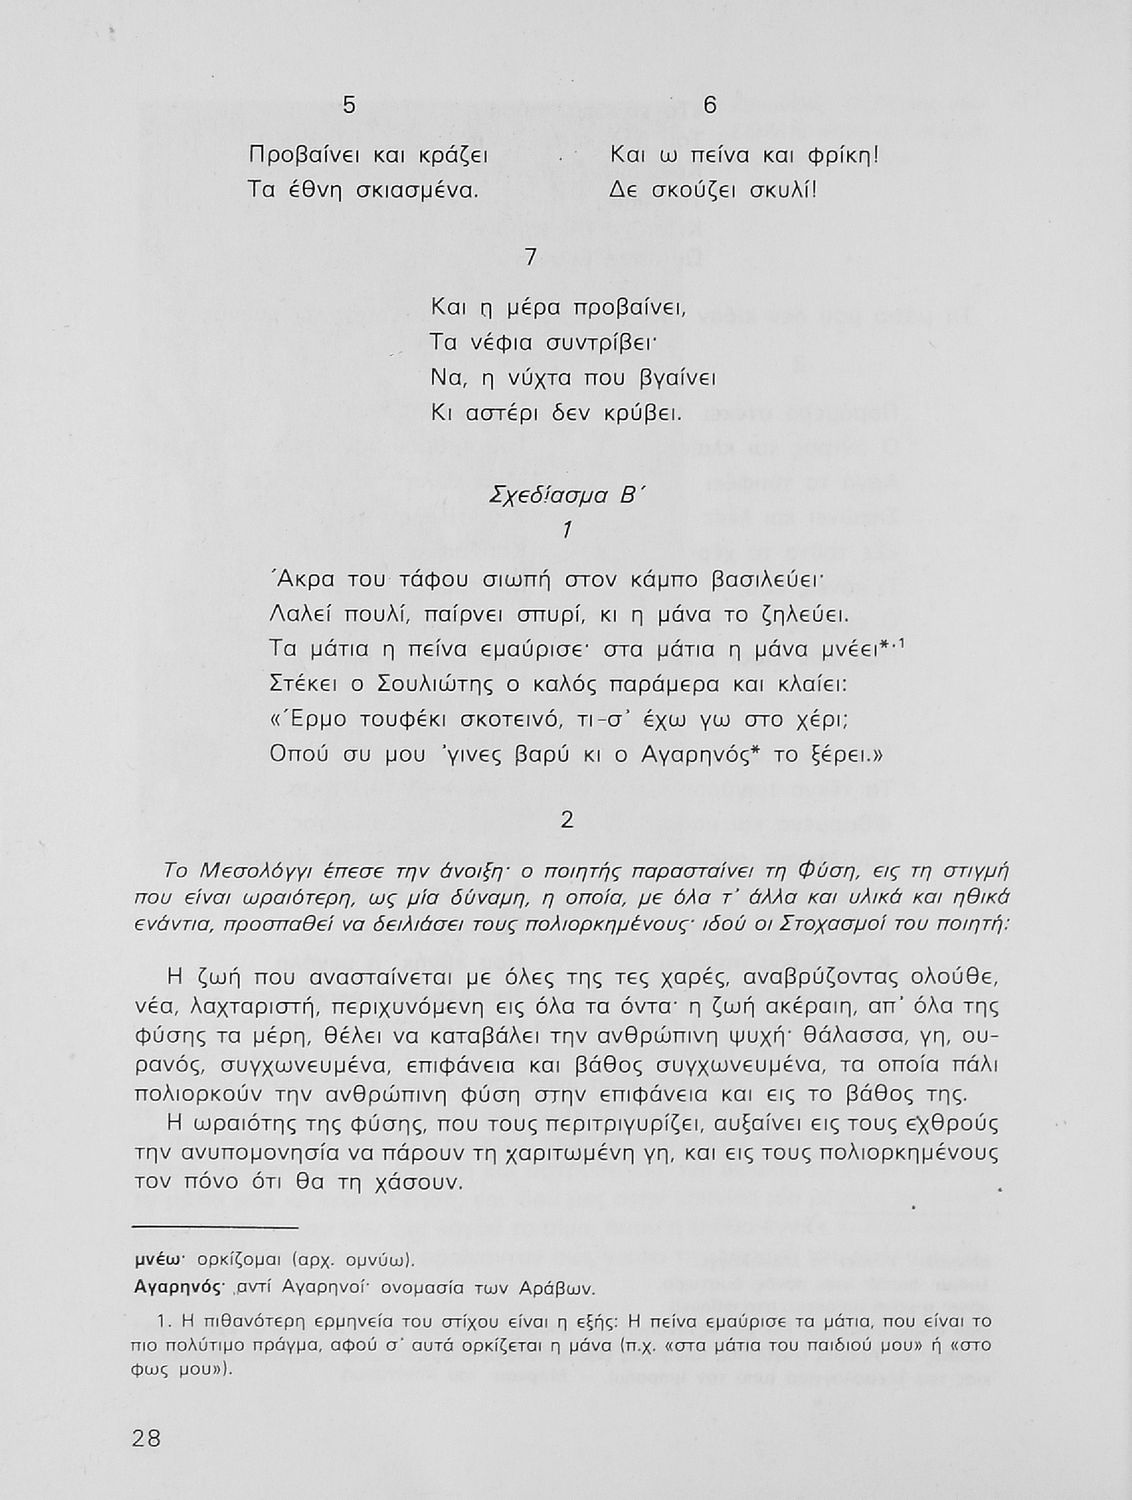 5
Προβαίνει και κράζει
Τα έθνη σκιασμένα.
6
Και ω πείνα και φρίκη!
Δε σκούζει σκυλί!
7
Και η μέρα προβαίνει,
Τα νέφια συντρίβει·
Να, η νύχτα που βγαίνει
Κι αστέρι δεν κρύβει.
Σχεδίασμα Β΄
1
Άκρα του τάφου σιωπή στον κάμπο βασιλεύει·
Λαλεί πουλί, παίρνει σπυρί, κι η μάνα το ζηλεύει.
Τα μάτια η πείνα εμαύρισε· στα μάτια η μάνα μνέει*·1
Στέκει ο Σουλιώτης ο καλός παράμερα και κλαίει:
«Έρμο τουφέκι σκοτεινό, τι-σ' έχω γω στο χέρι;
Οπού συ μου 'γινες βαρύ κι ο Αγαρηνός* το ξέρει.»
2
Το Μεσολόγγι έπεσε την άνοιξη· ο ποιητής παρασταίνει τη Φύση, εις τη στιγμή
που είναι ωραιότερη, ως μία δύναμη, η οποία, με όλα τ' άλλα και υλικά και ηθικά
ενάντια, προσπαθεί να δειλιάσει τους πολιορκημένους· ιδού οι Στοχασμοί του ποιητή:
Η ζωή που ανασταίνεται με όλες της τες χαρές, αναβρύζοντας ολούθε,
νέα, λαχταριστή, περιχυνόμενη εις όλα τα όντα· η ζωή ακέραιη, απ' όλα της
φύσης τα μέρη, θέλει να καταβάλει την ανθρώπινη ψυχή· θάλασσα, γη, ου-
ρανός, συγχωνευμένα, επιφάνεια και βάθος συγχωνευμένα, τα οποία πάλι
πολιορκούν την ανθρώπινη φύση στην επιφάνεια και εις το βάθος της.
Η ωραιότης της φύσης, που τους περιτριγυρίζει, αυξαίνει εις τους εχθρούς
την ανυπομονησία να πάρουν τη χαριτωμένη γη, και εις τους πολιορκημένους
τον πόνο ότι θα τη χάσουν.
μνέω· ορκίζομαι (αρχ. ομνύω).
Αγαρηνός· αντί Αγαρηνοί· ονομασία των Αράβων.
1. Η πιθανότερη ερμηνεία του στίχου είναι η εξής: Η πείνα εμαύρισε τα μάτια, που είναι το
πιο πολύτιμο πράγμα, αφού σ' αυτά ορκίζεται η μάνα (π.χ. «στα μάτια του παιδιού μου» ή «στο
φως μου»).
28